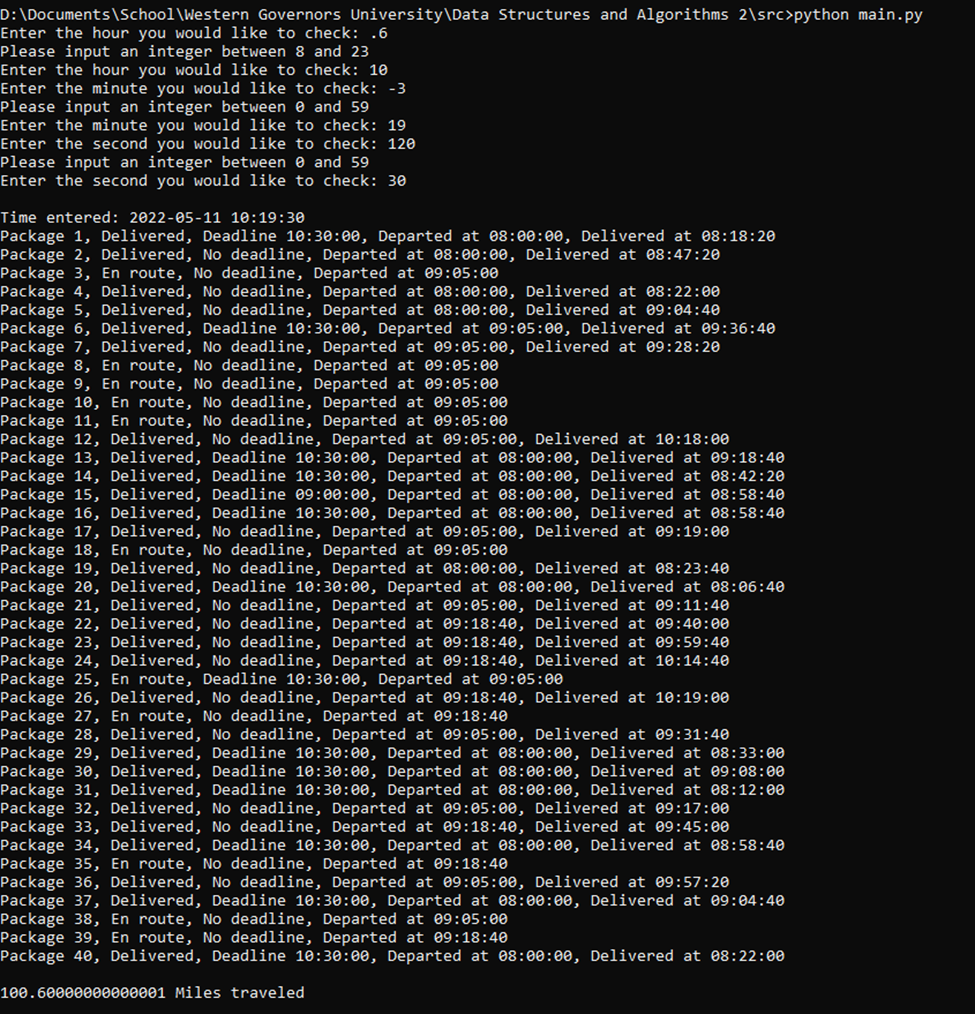 D:\Documents\School\Western Governors University\Data Structures and Algorithms 2\src>python main.py
Enter the hour you would like to check: .6
Please input an integer between 8 and 23
Enter the hour you would like to check: 10
Enter the minute you would like to check: -3
Please input an integer between 0 and 59
Enter the minute you would like to check: 19
Enter the second you would like to check: 120
Please input an integer between 0 and 59
Enter the second you would like to check: 30
Time entered: 2022-05-11 10:19:30
Package 1, Delivered, Deadline 10:30:00, Departed at 08:00:00, Delivered at 08:18:20
Package 2, Delivered, No deadline, Departed at 08:00:00, Delivered at 08:47:20
Package 3, En route, No deadline, Departed at 09:05:00
Package 4, Delivered, No deadline, Departed at 08:00:00, Delivered at 08:22:00
Package 5, Delivered, No deadline, Departed at 08:00:00, Delivered at 09:04:40
Package 6, Delivered, Deadline 10:30:00, Departed at 09:05:00, Delivered at 09:36:40
Package 7, Delivered, No deadline, Departed at 09:05:00, Delivered at 09:28:20
Package 8, En route, No deadline, Departed at 09:05:00
Package 9, En route, No deadline, Departed at 09:05:00
Package 10, En route, No deadline, Departed at 09:05:00
Package 11, En route, No deadline, Departed at 09:05:00
Package 12, Delivered, No deadline, Departed at 09:05:00, Delivered at 10:18:00
Package 13, Delivered, Deadline 10:30:00, Departed at 08:00:00, Delivered at 09:18:40
Package 14, Delivered, Deadline 10:30:00, Departed at 08:00:00, Delivered at 08:42:20
Package 15, Delivered, Deadline 09:00:00, Departed at 08:00:00, Delivered at 08:58:40
Package 16, Delivered, Deadline 10:30:00, Departed at 08:00:00, Delivered at 08:58:40
Package 17, Delivered, No deadline, Departed at 09:05:00, Delivered at 09:19:00
Package 18, En route, No deadline, Departed at 09:05:00
Package 19, Delivered, No deadline, Departed at 08:00:00, Delivered at 08:23:40
Package 20, Delivered, Deadline 10:30:00, Departed at 08:00:00, Delivered at 08:06:40
Package 21, Delivered, No deadline, Departed at 09:05:00, Delivered at 09:11:40
Package 22, Delivered, No deadline, Departed at 09:18:40, Delivered at 09:40:00
Package 23, Delivered, No deadline, Departed at 09:18:40, Delivered at 09:59:40
Package 24, Delivered, No deadline, Departed at 09:18:40, Delivered at 10:14:40
Package 25, En route, Deadline 10:30:00, Departed at 09:05:00
Package 26, Delivered, No deadline, Departed at 09:18:40, Delivered at 10:19:00
Package 27, En route, No deadline, Departed at 09:18:40
Package 28, Delivered, No deadline, Departed at 09:05:00, Delivered at 09:31:40
Package 29, Delivered, Deadline 10:30:00, Departed at 08:00:00, Delivered at 08:33:00
Package 30, Delivered, Deadline 10:30:00, Departed at 08:00:00, Delivered at 09:08:00
Package 31, Delivered, Deadline 10:30:00, Departed at 08:00:00, Delivered at 08:12:00
Package 32, Delivered, No deadline, Departed at 09:05:00, Delivered at 09:17:00
Package 33, Delivered, No deadline, Departed at 09:18:40, Delivered at 09:45:00
Package 34, Delivered, Deadline 10:30:00, Departed at 08:00:00, Delivered at 08:58:40
Package 35, En route, No deadline, Departed at 09:18:40
Package 36, Delivered, No deadline, Departed at 09:05:00, Delivered at 09:57:20
Package 37, Delivered, Deadline 10:30:00, Departed at 08:00:00, Delivered at 09:04:40
Package 38, En route, No deadline, Departed at 09:05:00
Package 39, En route, No deadline, Departed at 09:18:40
Package 40, Delivered, Deadline 10:30:00, Departed at 08:00:00, Delivered at 08:22:00
100.60000000000001 Miles traveled